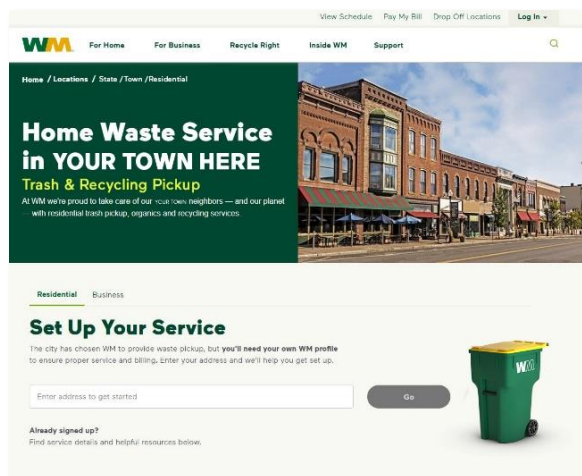 View Schedule Pay My Bill Drop Off Locations Log In
WM For Home For Business Recycle Right Inside WM Support
Home / Locations / State /Town /Residential
Home Waste Service
in YOUR TOWN HERE
Trash & Recycling Pickup
At WM we're proud to take care of our YOUR TOWN neighbors — and our planet
— with residential trash pickup, organics and recycling services.
Residential Business
Set Up Your Service
The city has chosen WM to provide waste pickup, but you'll need your own WM profile
to ensure proper service and billing. Enter your address and we'll help you get set up.
WM
Enter address to get started Go
Already signed up?
Find service details and helpful resources below.